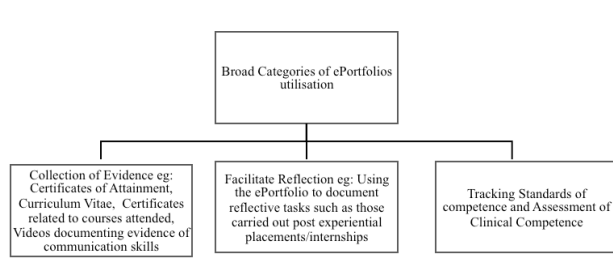 Broad Categories of ePortfolios
utilisation
Collection of Evidence eg:
Certificates of Attainment,
Curriculum Vitae, Certificates
related to courses attended,
Videos documenting evidence of
communication skills
Facilitate Reflection eg: Using
the ePortfolio to document
reflective tasks such as those
carried out post experiential
placements/internships
Tracking Standards of
competence and Assessment of
Clinical Competence